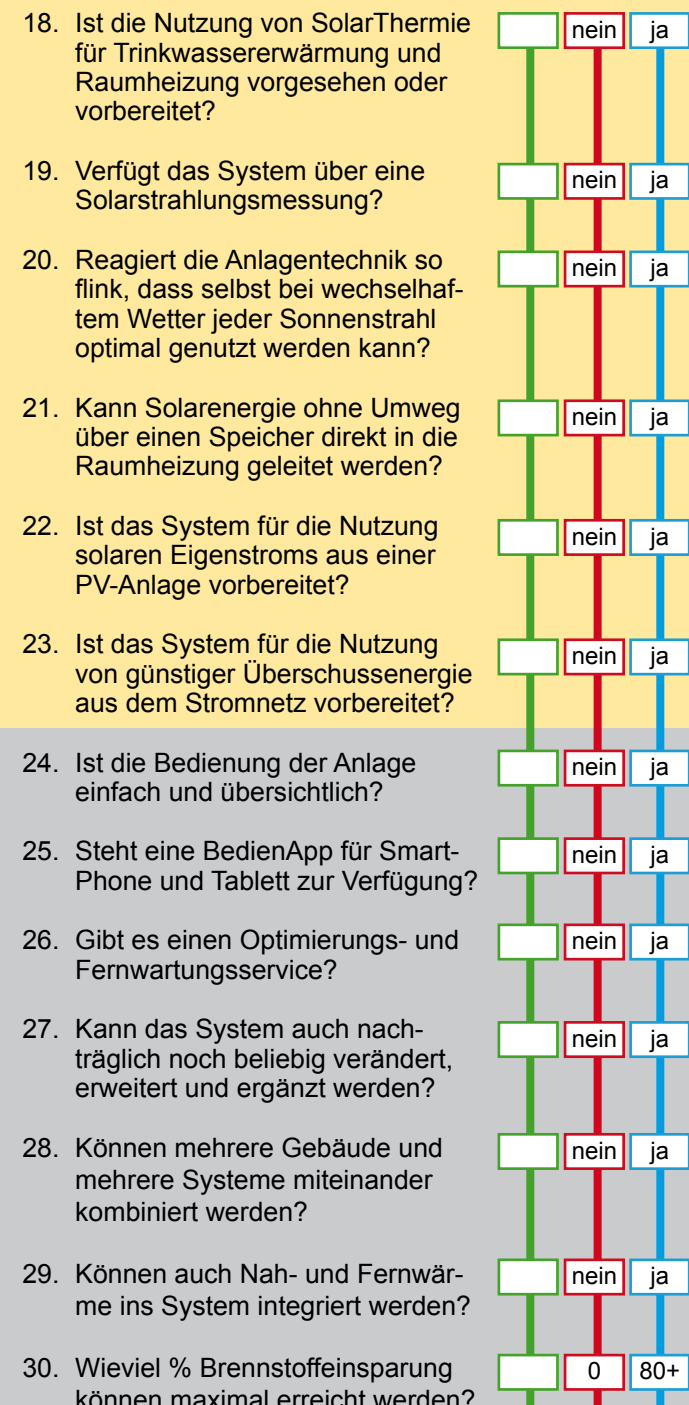 18. Ist die Nutzung von SolarThermie nein ja
für Trinkwassererwärmung und
Raumheizung vorgesehen oder
vorbereitet?
19. Verfügt das System über eine nein ja
Solarstrahlungsmessung?
20. Reagiert die Anlagentechnik so nein ja
flink, dass selbst bei wechselhaf-
tem Wetter jeder Sonnenstrahl
optimal genutzt werden kann?
21. Kann Solarenergie ohne Umweg nein ja
über einen Speicher direkt in die
Raumheizung geleitet werden?
22. Ist das System für die Nutzung nein ja
solaren Eigenstroms aus einer
PV-Anlage vorbereitet?
23. Ist das System für die Nutzung nein ja
von günstiger Überschussenergie
aus dem Stromnetz vorbereitet?
24. Ist die Bedienung der Anlage nein ja
einfach und übersichtlich?
25. Steht eine BedienApp für Smart- nein ja
Phone und Tablett zur Verfügung?
26. Gibt es einen Optimierungs- und nein ja
Fernwartungsservice?
27. Kann das System auch nach- nein ja
träglich noch beliebig verändert,
erweitert und ergänzt werden?
28. Können mehrere Gebäude und nein ja
mehrere Systeme miteinander
kombiniert werden?
29. Können auch Nah- und Fernwär- nein ja
me ins System integriert werden?
30. Wieviel % Brennstoffeinsparung 0 80+
können maximal erreicht werden?